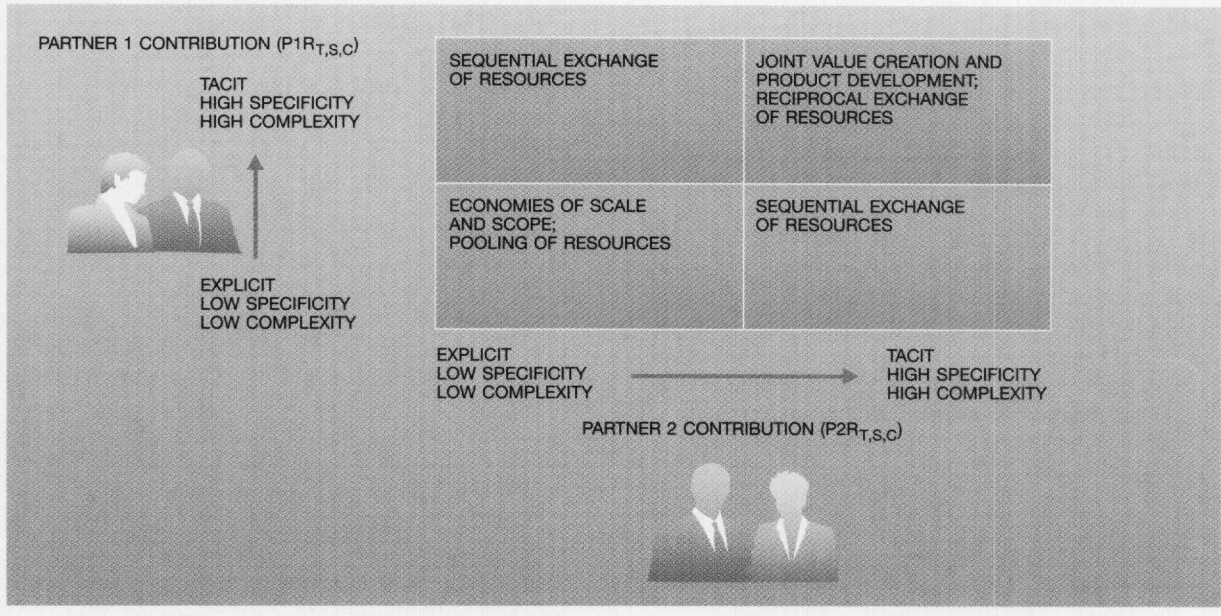 PARTNER 1 CONTRIBUTION (P1R_T,S,C)
TACIT
HIGH SPECIFICITY
HIGH COMPLEXITY
EXPLICIT
LOW SPECIFICITY
LOW COMPLEXITY
SEQUENTIAL EXCHANGE
OF RESOURCES
JOINT VALUE CREATION AND
PRODUCT DEVELOPMENT;
RECIPROCAL EXCHANGE
OF RESOURCES
ECONOMIES OF SCALE
AND SCOPE;
POOLING OF RESOURCES
SEQUENTIAL EXCHANGE
OF RESOURCES
EXPLICIT
LOW SPECIFICITY
LOW COMPLEXITY
TACIT
HIGH SPECIFICITY
HIGH COMPLEXITY
PARTNER 2 CONTRIBUTION (P2R_T,S,C)